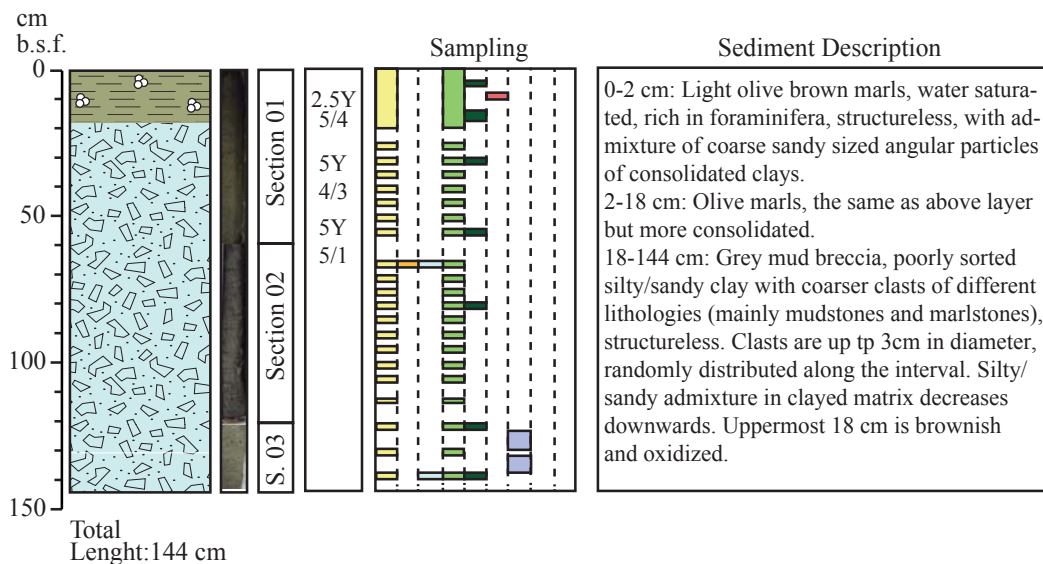 cm
b.s.f.
Sampling
Sediment Description
0
50
100
150
Section 01
Section 02
S. 03
2.5Y
5/4
5Y
4/3
5Y
5/1
0-2 cm: Light olive brown marls, water satura-
ted, rich in foraminifera, structureless, with ad-
mixture of coarse sandy sized angular particles
of consolidated clays.
2-18 cm: Olive marls, the same as above layer
but more consolidated.
18-144 cm: Grey mud breccia, poorly sorted
silty/sandy clay with coarser clasts of different
lithologies (mainly mudstones and marlstones),
structureless. Clasts are up tp 3cm in diameter,
randomly distributed along the interval. Silty/
sandy admixture in clayed matrix decreases
downwards. Uppermost 18 cm is brownish
and oxidized.
Total
Lenght:144 cm